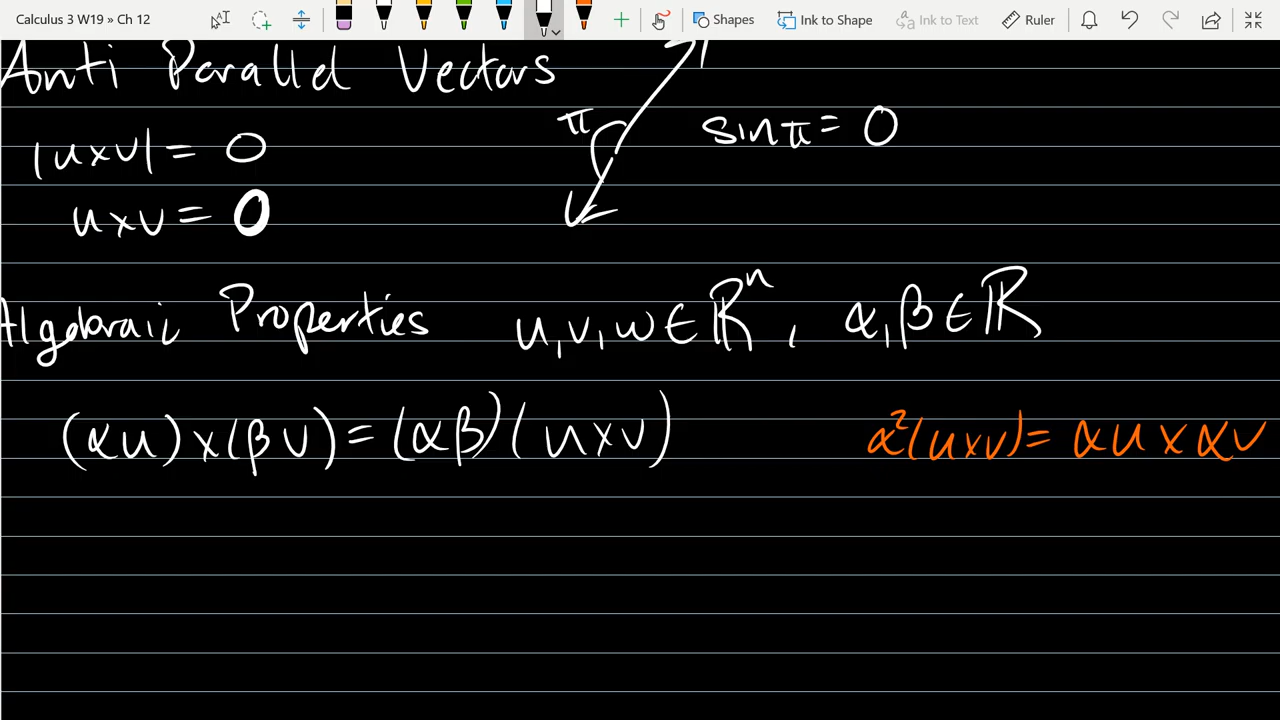 Calculus 3 W19 » Ch 12
Shapes
Ink to Shape
Ink to Text
Ruler
Anti Parallel Vectors
π
sin π = 0
|u×v| = 0
u×v = 0
Algebraic Properties u,v,w ∈ ℝⁿ, α,β ∈ ℝ
(αu)×(βv) = (αβ)(u×v)
α²(u×v) = αu × αv